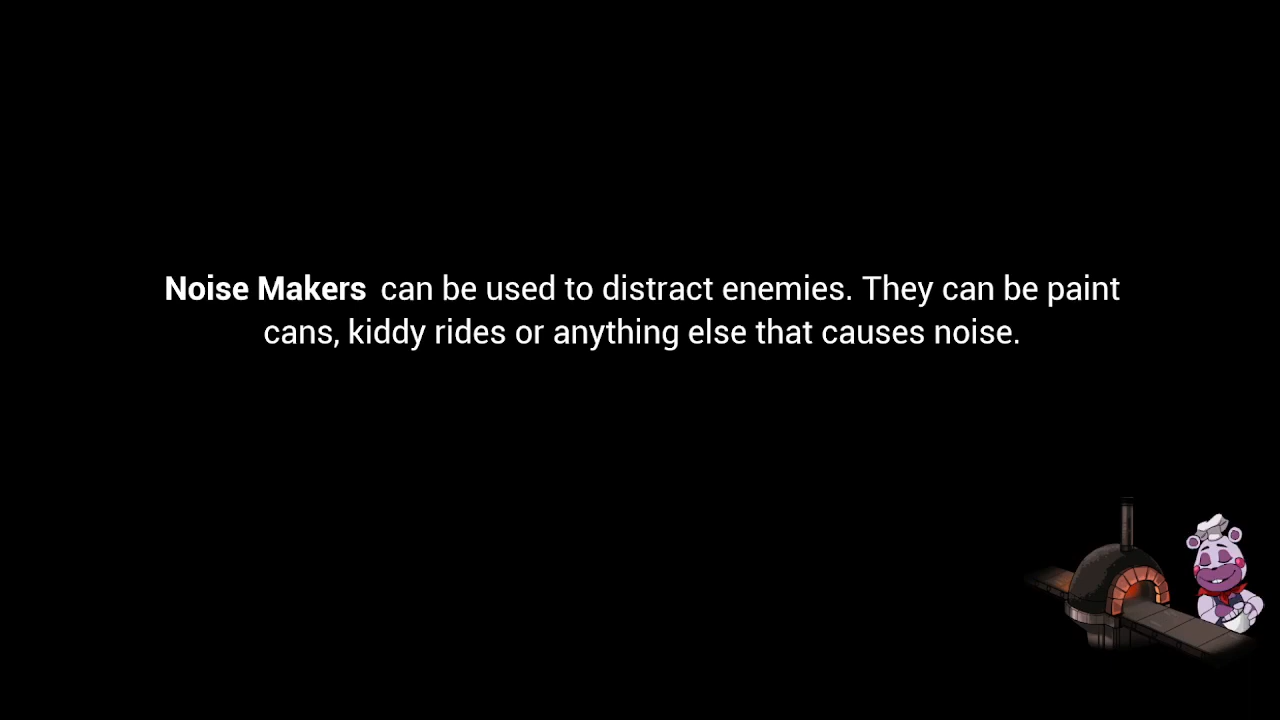 Noise Makers can be used to distract enemies. They can be paint
cans, kiddy rides or anything else that causes noise.